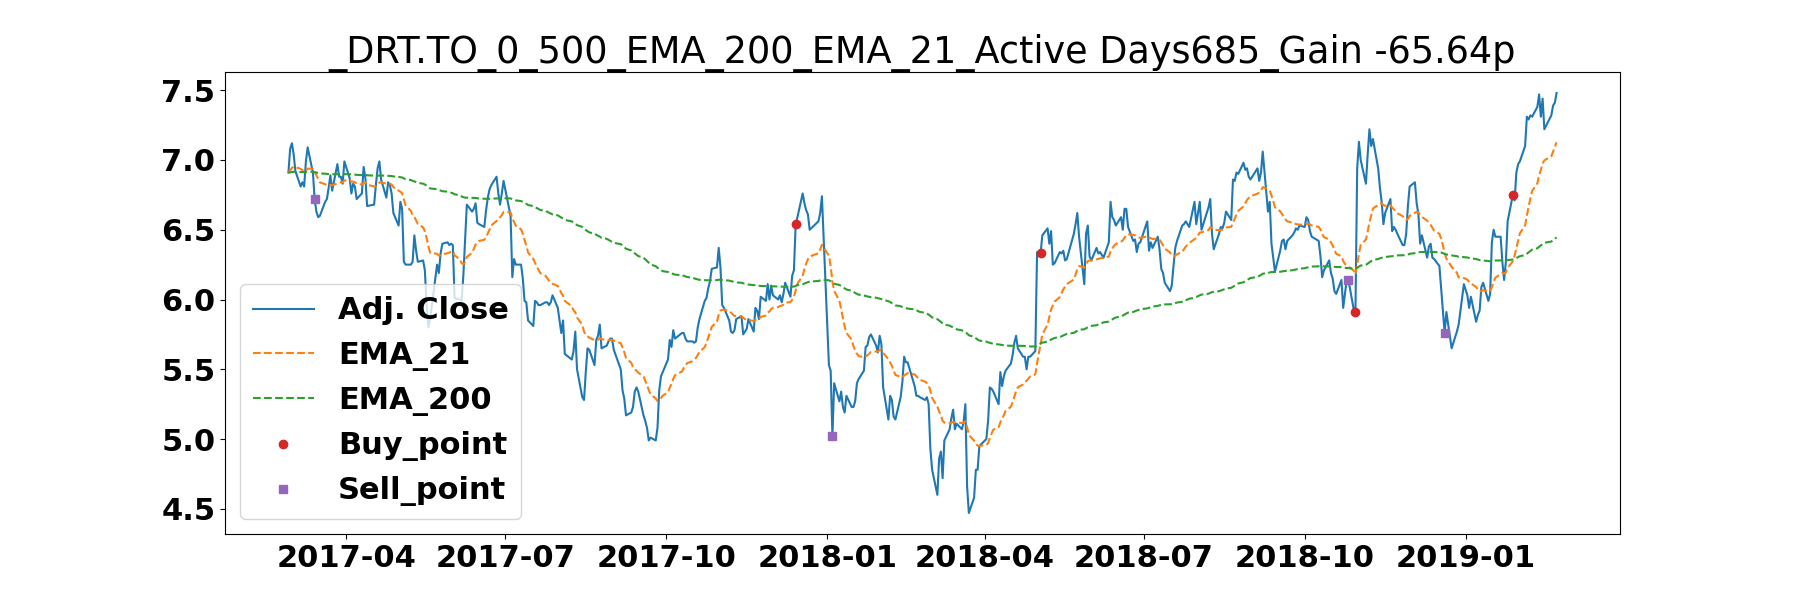 _DRT.TO_0_500_EMA_200_EMA_21_Active Days685_Gain -65.64p
7.5
7.0
6.5
6.0
5.5
5.0
4.5
Adj. Close
EMA_21
EMA_200
Buy_point
Sell_point
2017-04 2017-07 2017-10 2018-01 2018-04 2018-07 2018-10 2019-01